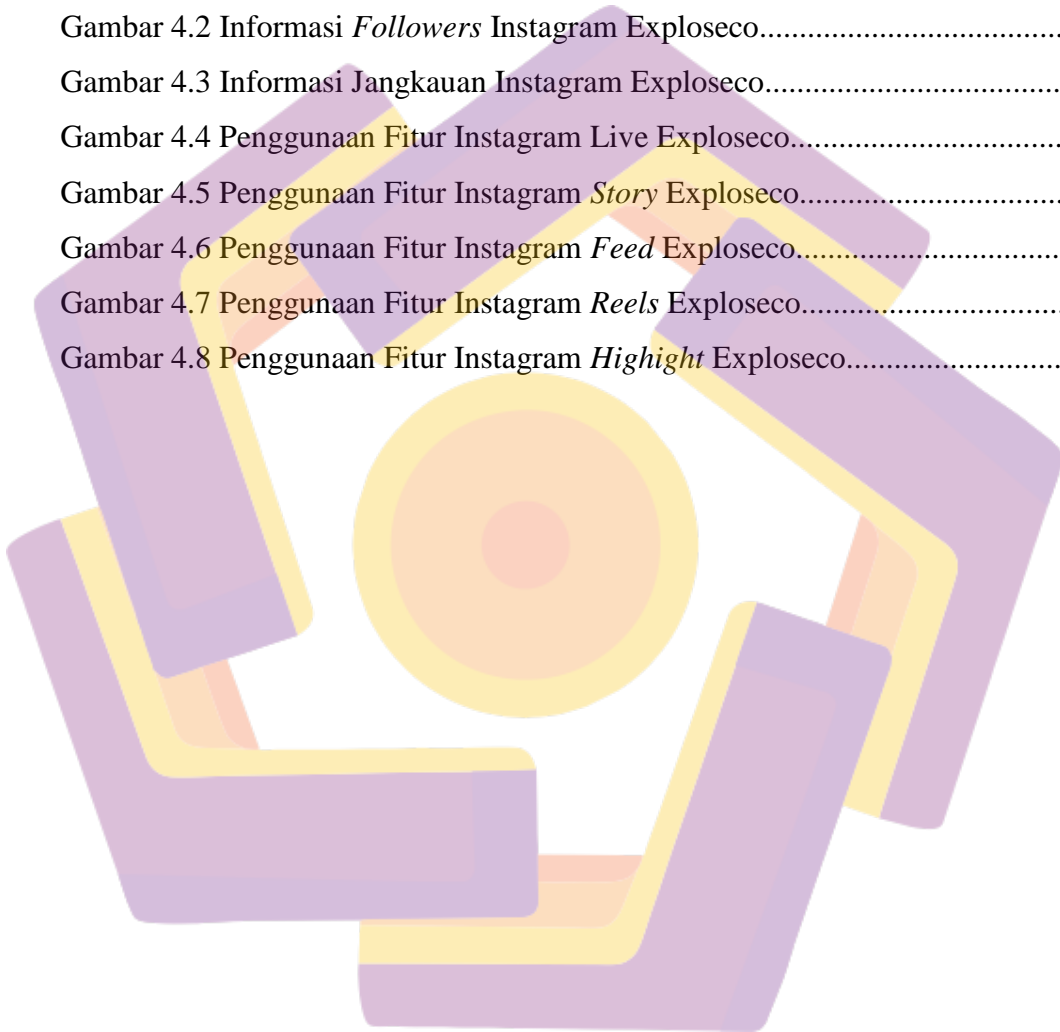 Gambar 4.2 Informasi Followers Instagram Exploseco....................................
Gambar 4.3 Informasi Jangkauan Instagram Exploseco....................................
Gambar 4.4 Penggunaan Fitur Instagram Live Exploseco.................................
Gambar 4.5 Penggunaan Fitur Instagram Story Exploseco................................
Gambar 4.6 Penggunaan Fitur Instagram Feed Exploseco.................................
Gambar 4.7 Penggunaan Fitur Instagram Reels Exploseco................................
Gambar 4.8 Penggunaan Fitur Instagram Highight Exploseco...........................